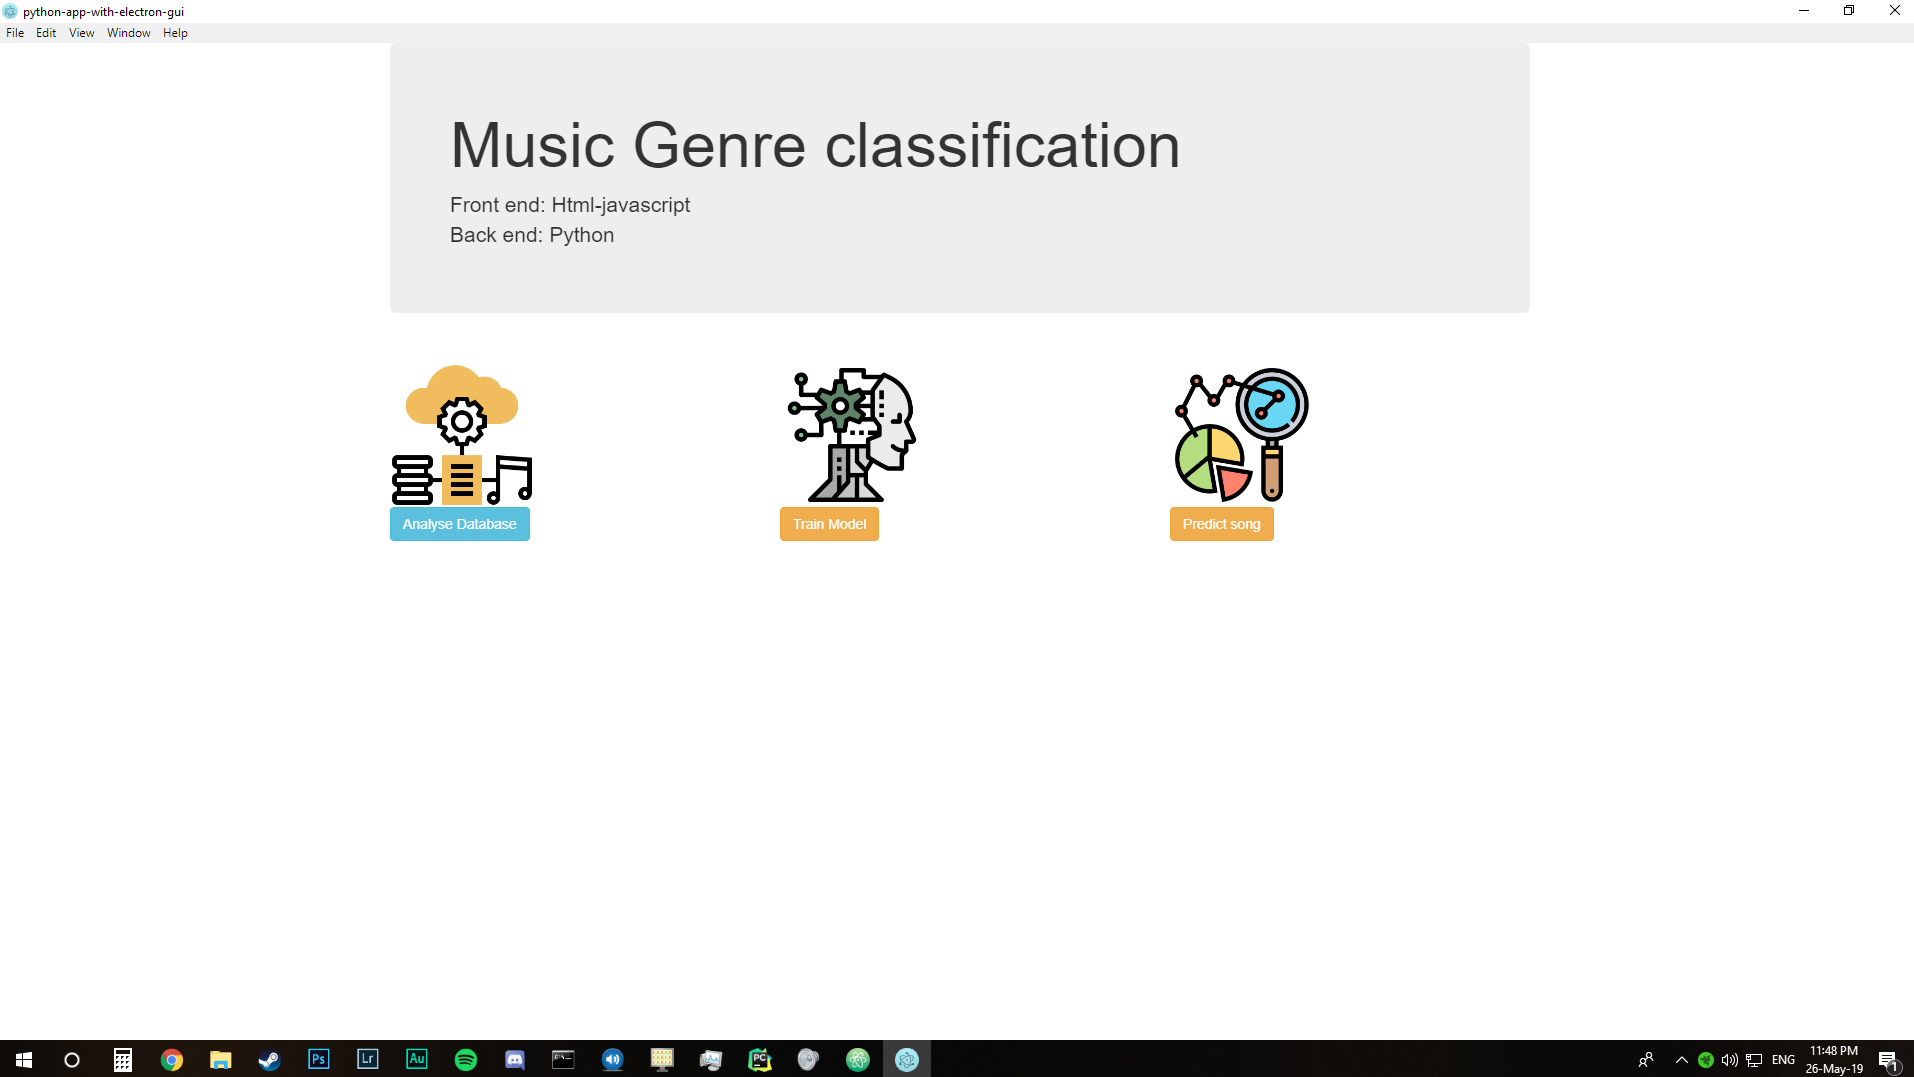 python-app-with-electron-gui
File Edit View Window Help
Music Genre classification
Front end: Html-javascript
Back end: Python
Analyse Database
Train Model
Predict song
Ps
Lr
Au
C:\.
PC
ENG
11:48 PM
26-May-19
1